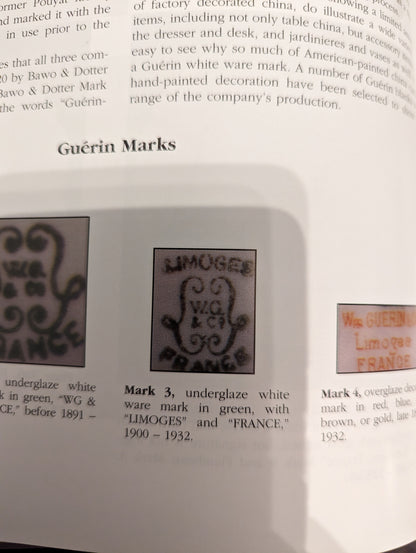 ormer Pouyat
nd marked it with the
in use prior to the
es that all three com-
20 by Bawo & Dotter
Bawo & Dotter Mark
the words “Guérin-
of factory decorated china, do illustrate a wide
items, including not only table china, but accessor
the dresser and desk, and jardinieres and vases
easy to see why so much of American-painted china
a Guérin white ware mark. A number of Guérin
hand-painted decoration have been selected to
range of the company's production.
Guérin Marks
W.G.
& Co
ANCE
LIMOGES
W.G.
& Co
FRANCE
Wm GUERIN &
Limoges
FRANCE
underglaze white
k in green, “WG &
CE,” before 1891 –
Mark 3, underglaze white
ware mark in green, with
“LIMOGES” and “FRANCE,”
1900 – 1932.
Mark 4, overglaze
mark in red, blue,
brown, or gold, late
1932.